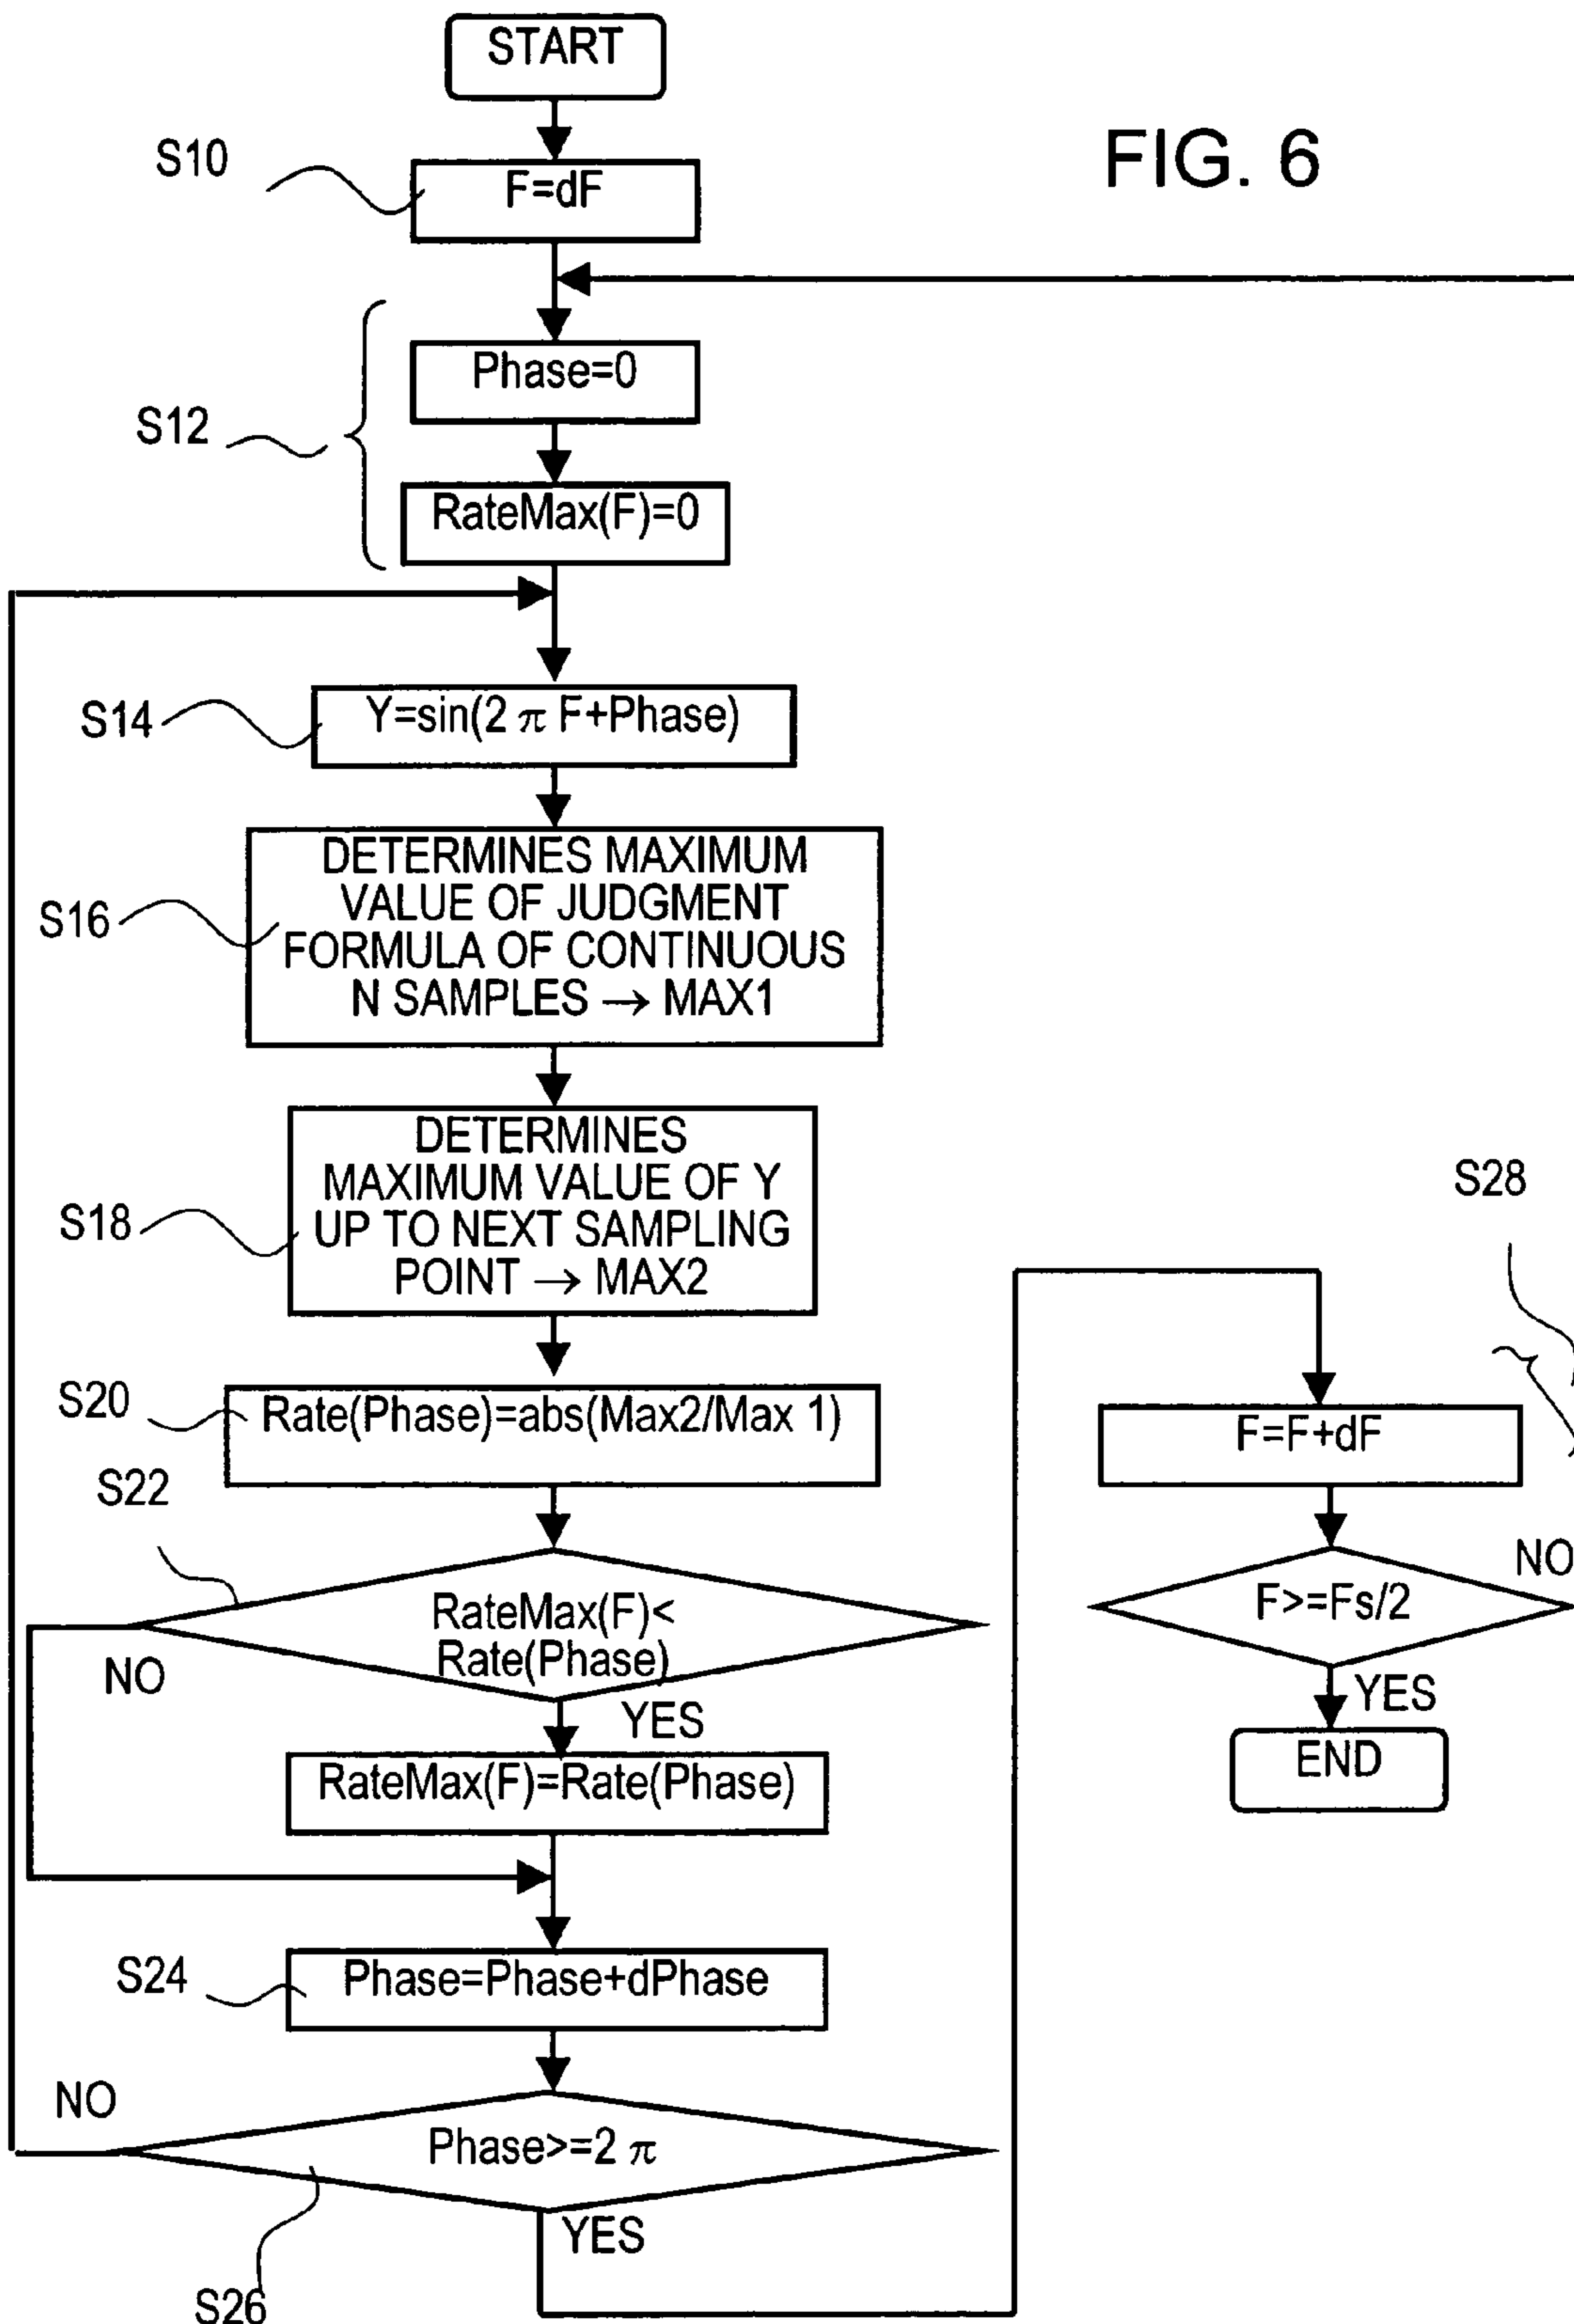 START
FIG. 6
S10
F=dF
Phase=0
S12
RateMax(F)=0
S14
Y=sin(2 π F+Phase)
S16
DETERMINES MAXIMUM
VALUE OF JUDGMENT
FORMULA OF CONTINUOUS
N SAMPLES → MAX1
S18
DETERMINES
MAXIMUM VALUE OF Y
UP TO NEXT SAMPLING
POINT → MAX2
S20
Rate(Phase)=abs(Max2/Max 1)
S22
RateMax(F)<
Rate(Phase)
NO
YES
RateMax(F)=Rate(Phase)
S24
Phase=Phase+dPhase
NO
Phase>=2 π
YES
S26
S28
F=F+dF
NO
F>=Fs/2
YES
END